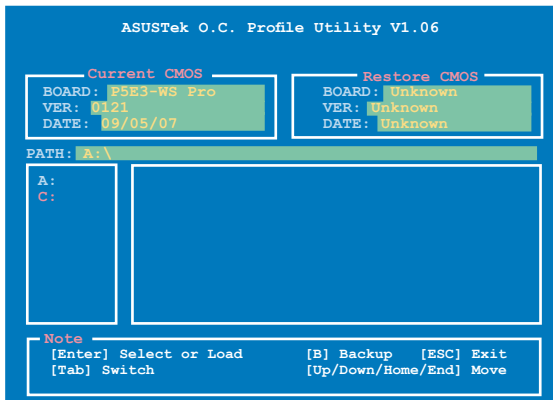 ASUSTek O.C. Profile Utility V1.06
Current CMOS
BOARD: P5E3-WS Pro
VER: 0121
DATE: 09/05/07
Restore CMOS
BOARD: Unknown
VER: Unknown
DATE: Unknown
PATH: A:\
A:
C:
Note
[Enter] Select or Load [B] Backup [ESC] Exit
[Tab] Switch [Up/Down/Home/End] Move